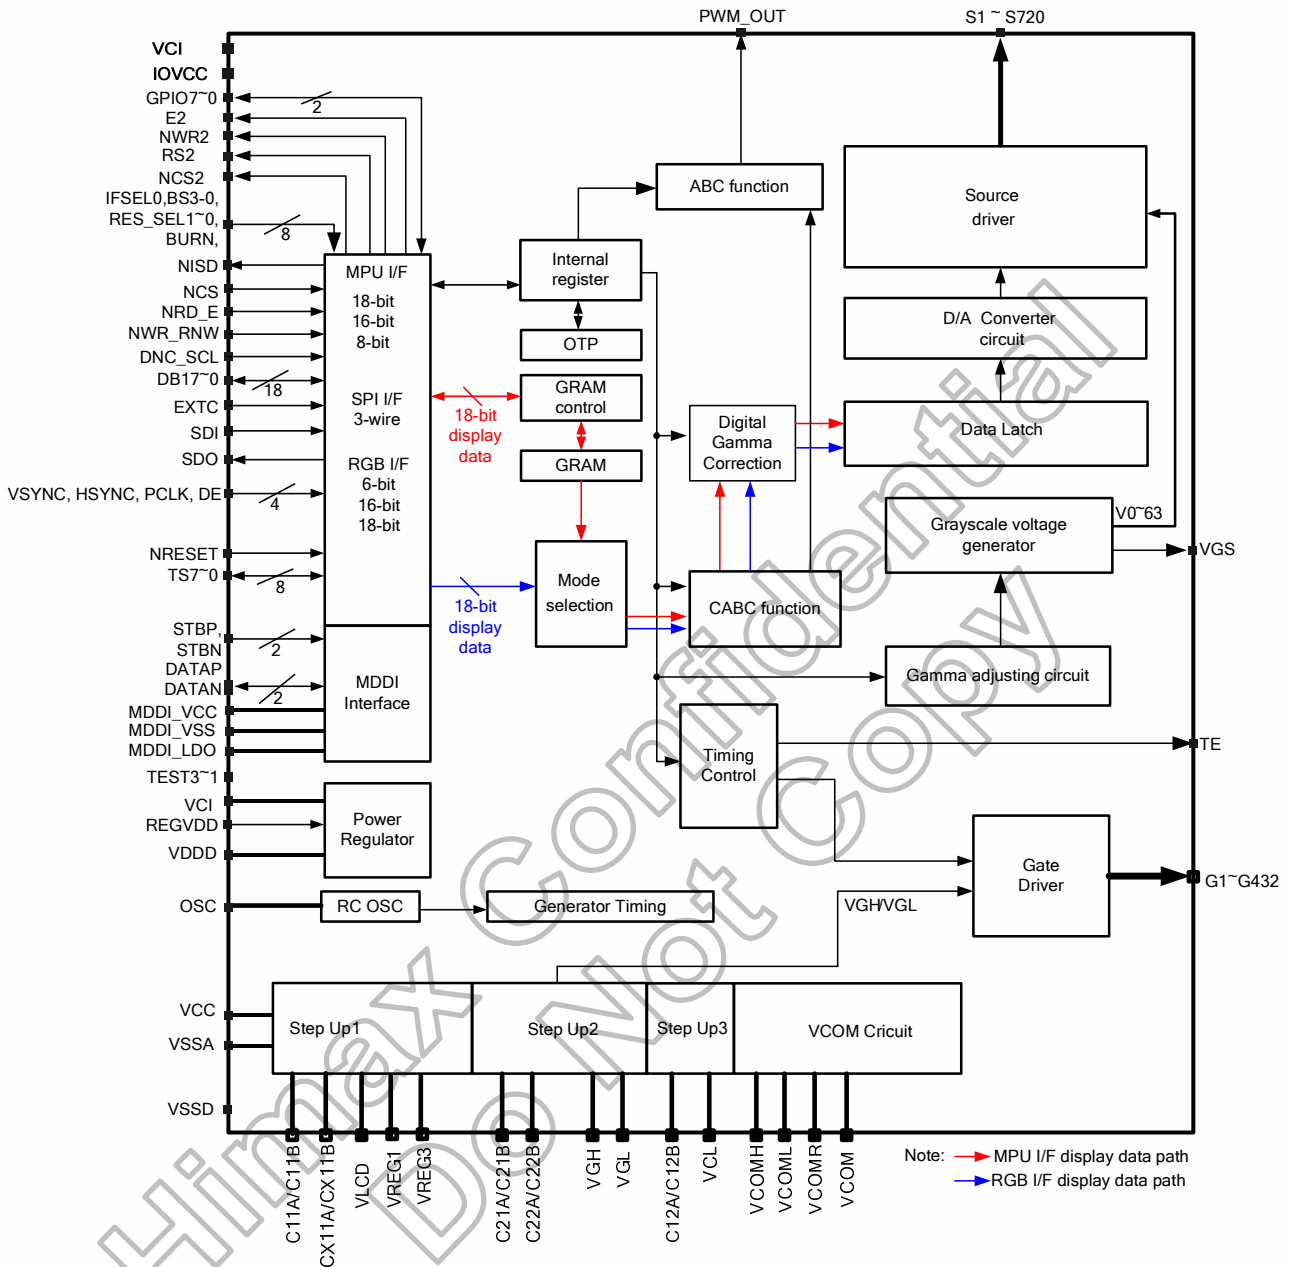 PWM_OUT
S1 ~ S720
VCI
IOVCC
GPIO7~0
2
E2
NWR2
RS2
NCS2
IFSEL0,BS3-0,
RES_SEL1~0,
BURN,
8
NISD
NCS
NRD_E
NWR_RNW
DNC_SCL
DB17~0
18
EXTC
SDI
SDO
VSYNC, HSYNC, PCLK, DE
4
NRESET
TS7~0
8
STBP,
STBN
2
DATAP
DATAN
2
MDDI_VCC
MDDI_VSS
MDDI_LDO
TEST3~1
VCI
REGVDD
VDDD
OSC
VCC
VSSA
VSSD
MPU I/F
18-bit
16-bit
8-bit
SPI I/F
3-wire
RGB I/F
6-bit
16-bit
18-bit
MDDI
Interface
Power
Regulator
RC OSC
Generator Timing
Internal
register
OTP
GRAM
control
GRAM
18-bit
display
data
18-bit
display
data
Mode
selection
ABC function
Digital
Gamma
Correction
CABC function
Timing
Control
Source
driver
D/A Converter
circuit
Data Latch
Grayscale voltage
generator
V0~63
VGS
Gamma adjusting circuit
TE
Gate
Driver
G1~G432
VGH/VGL
Step Up1
Step Up2
Step Up3
VCOM Cricuit
C11A/C11B
CX11A/CX11B
VLCD
VREG1
VREG3
C21A/C21B
C22A/C22B
VGH
VGL
C12A/C12B
VCL
VCOMH
VCOML
VCOMR
VCOM
Note:
MPU I/F display data path
RGB I/F display data path
Himax Confidential
Do Not Copy